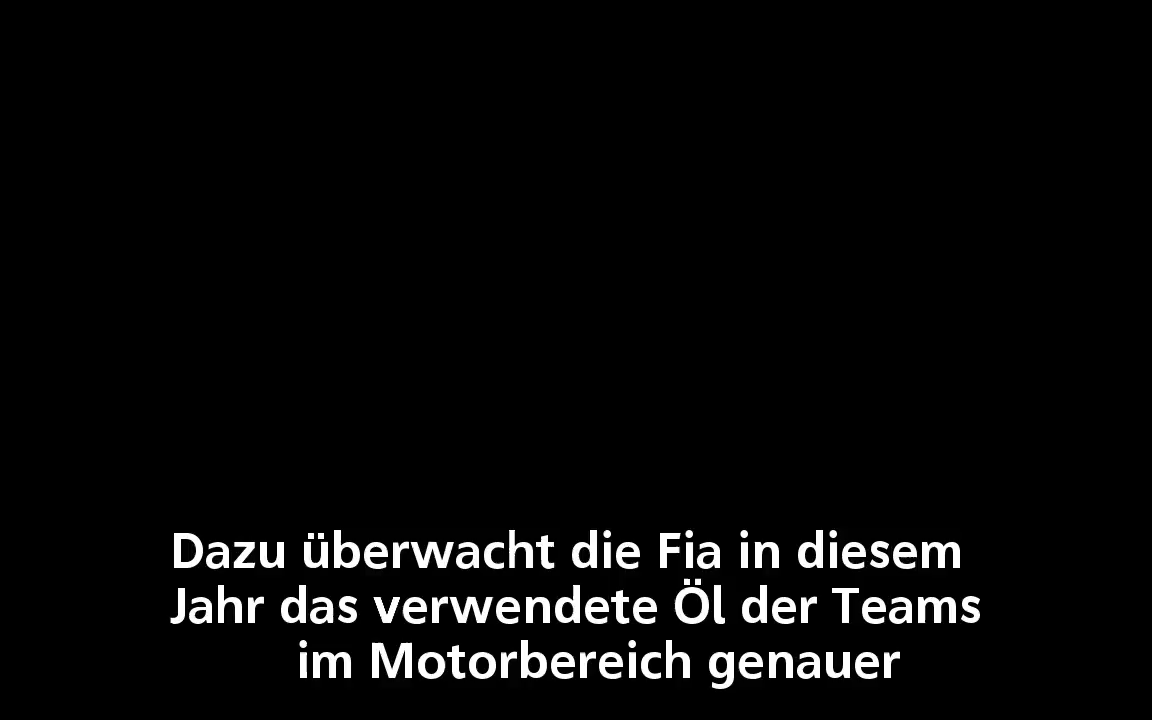 Dazu überwacht die Fia in diesem
Jahr das verwendete Öl der Teams
im Motorbereich genauer